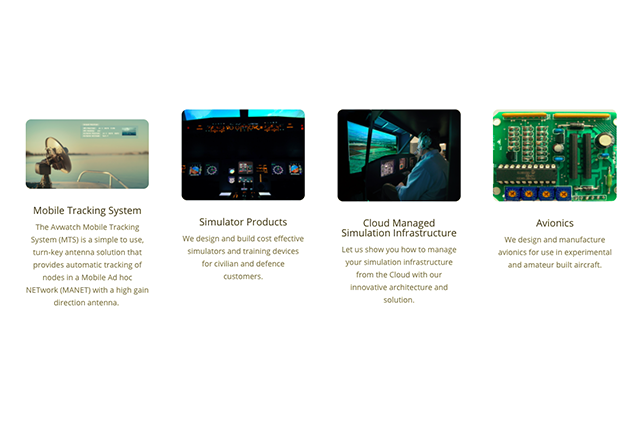 Mobile Tracking System
The Avwatch Mobile Tracking
System (MTS) is a simple to use,
turn-key antenna solution that
provides automatic tracking of
nodes in a Mobile Ad hoc
NETwork (MANET) with a high gain
direction antenna.
Simulator Products
We design and build cost effective
simulators and training devices
for civilian and defence
customers.
Cloud Managed
Simulation Infrastructure
Let us show you how to manage
your simulation infrastructure
from the Cloud with our
innovative architecture and
solution.
Avionics
We design and manufacture
avionics for use in experimental
and amateur built aircraft.